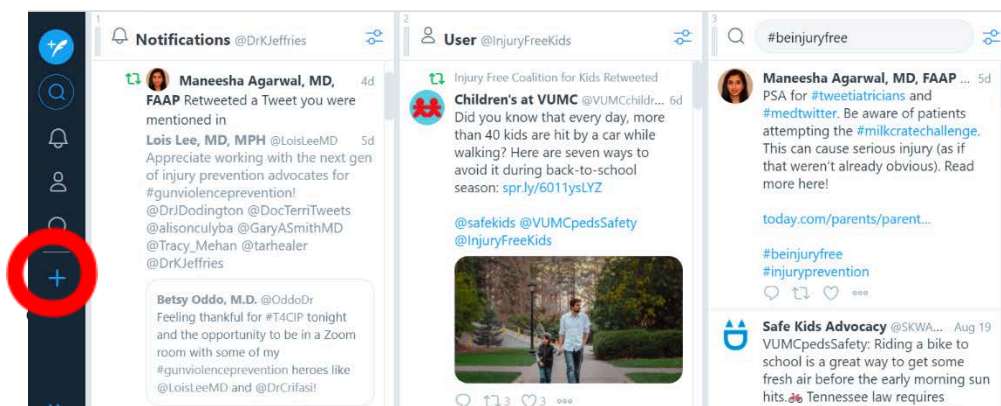 1
Notifications @DrKJeffries
Maneesha Agarwal, MD, 4d
FAAP Retweeted a Tweet you were
mentioned in
Lois Lee, MD, MPH @LoisLeeMD 5d
Appreciate working with the next gen
of injury prevention advocates for
#gunviolenceprevention!
@DrJDodington @DocTerriTweets
@alisonculyba @GaryASmithMD
@Tracy_Mehan @tarhealer
@DrKJeffries
Betsy Oddo, M.D. @OddoDr
Feeling thankful for #T4CIP tonight
and the opportunity to be in a Zoom
room with some of my
#gunviolenceprevention heroes like
@LoisLeeMD and @DrCrifasi!
2
User @InjuryFreeKids
Injury Free Coalition for Kids Retweeted
Children's at VUMC @VUMCchildr... 6d
Did you know that every day, more
than 40 kids are hit by a car while
walking? Here are seven ways to
avoid it during back-to-school
season: spr.ly/6011ysLYZ
@safekids @VUMCpedsSafety
@InjuryFreeKids
3 3
3
#beinjuryfree
Maneesha Agarwal, MD, FAAP ... 5d
PSA for #tweetiatricians and
#medtwitter. Be aware of patients
attempting the #milkcratechallenge.
This can cause serious injury (as if
that weren't already obvious). Read
more here!
today.com/parents/parent...
#beinjuryfree
#injuryprevention
Safe Kids Advocacy @SKWA... Aug 19
VUMCpedsSafety: Riding a bike to
school is a great way to get some
fresh air before the early morning sun
hits. Tennessee law requires